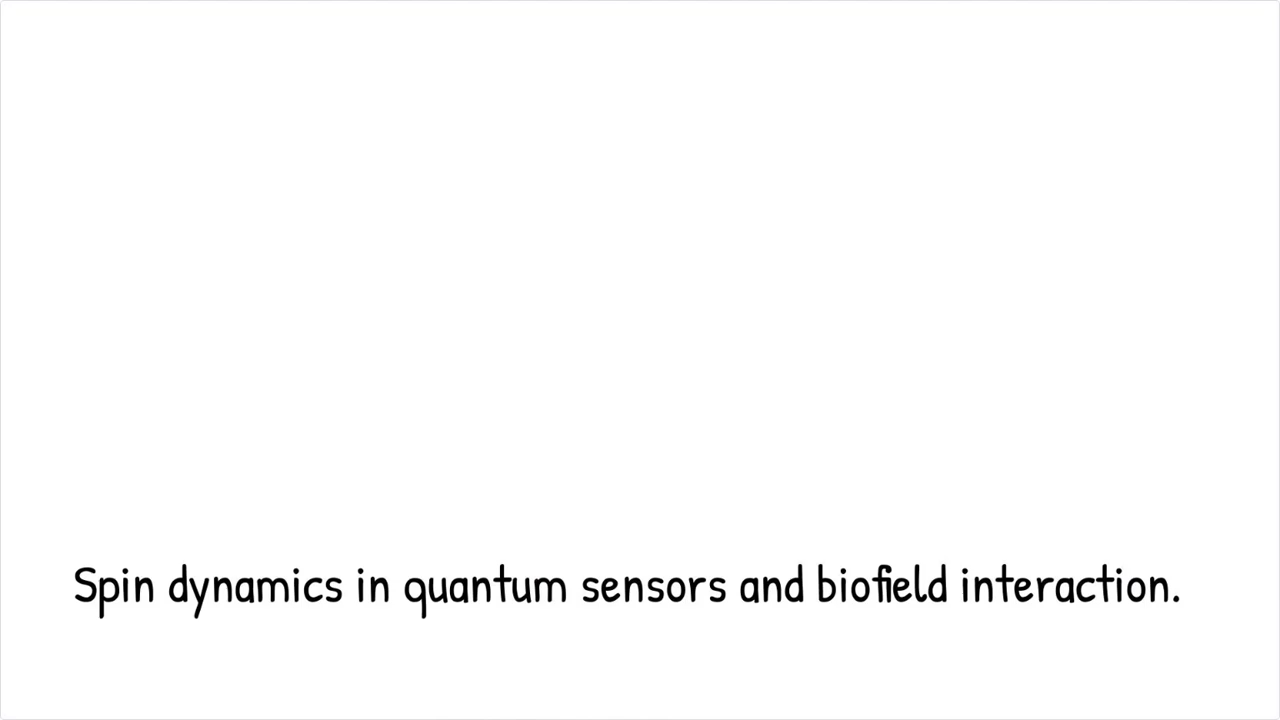 Spin dynamics in quantum sensors and biofield interaction.